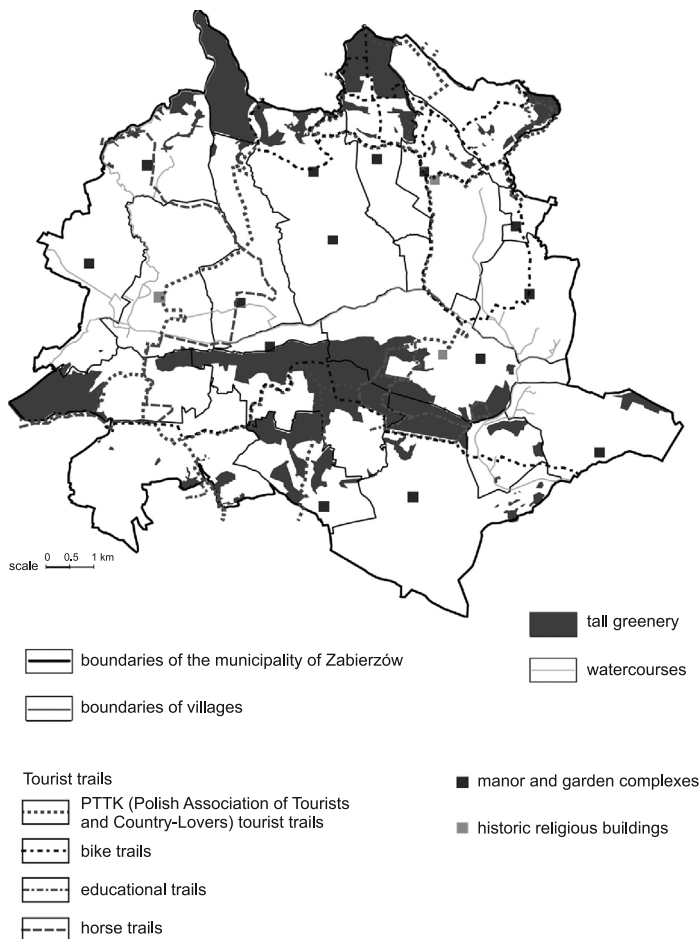 0 0.5 1 km
scale
tall greenery
boundaries of the municipality of Zabierzów
watercourses
boundaries of villages
Tourist trails
manor and garden complexes
PTTK (Polish Association of Tourists
and Country-Lovers) tourist trails
historic religious buildings
bike trails
educational trails
horse trails